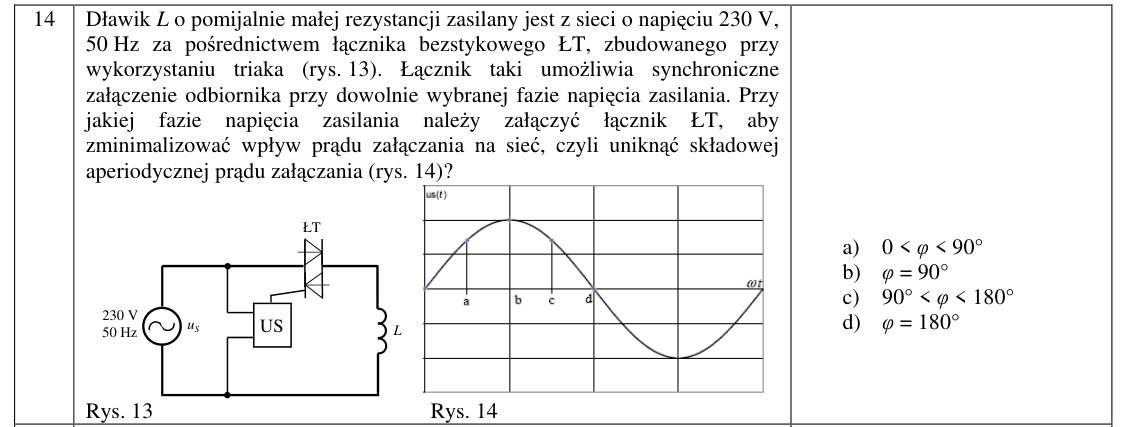 14
Dławik L o pomijalnie małej rezystancji zasilany jest z sieci o napięciu 230 V,
50 Hz za pośrednictwem łącznika bezstykowego ŁT, zbudowanego przy
wykorzystaniu triaka (rys. 13). Łącznik taki umożliwia synchroniczne
załączenie odbiornika przy dowolnie wybranej fazie napięcia zasilania. Przy
jakiej fazie napięcia zasilania należy załączyć łącznik ŁT, aby
zminimalizować wpływ prądu załączania na sieć, czyli uniknąć składowej
aperiodycznej prądu załączania (rys. 14)?
ŁT
230 V
50 Hz
uS
US
L
Rys. 13
us(t)
a
b
c
d
ωt
Rys. 14
a) 0 < φ < 90°
b) φ = 90°
c) 90° < φ < 180°
d) φ = 180°